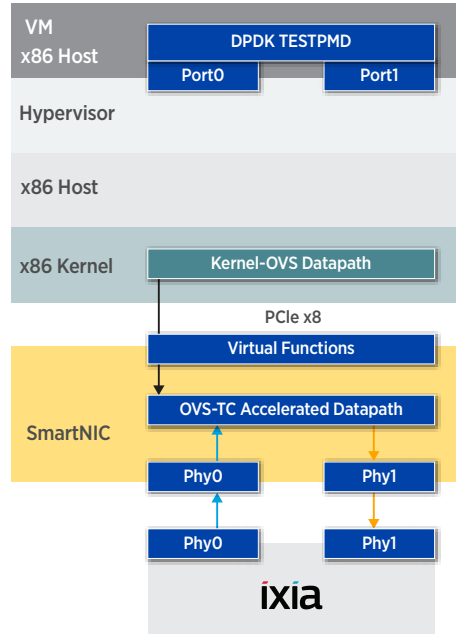 VM
x86 Host
DPDK TESTPMD
Port0
Port1
Hypervisor
x86 Host
x86 Kernel
Kernel-OVS Datapath
PCIe x8
Virtual Functions
OVS-TC Accelerated Datapath
SmartNIC
Phy0
Phy1
Phy0
Phy1
ixia